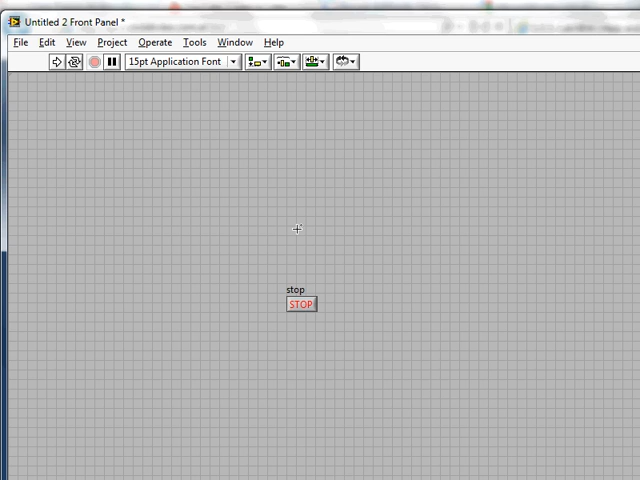 Untitled 2 Front Panel *
File Edit View Project Operate Tools Window Help
15pt Application Font
stop
STOP